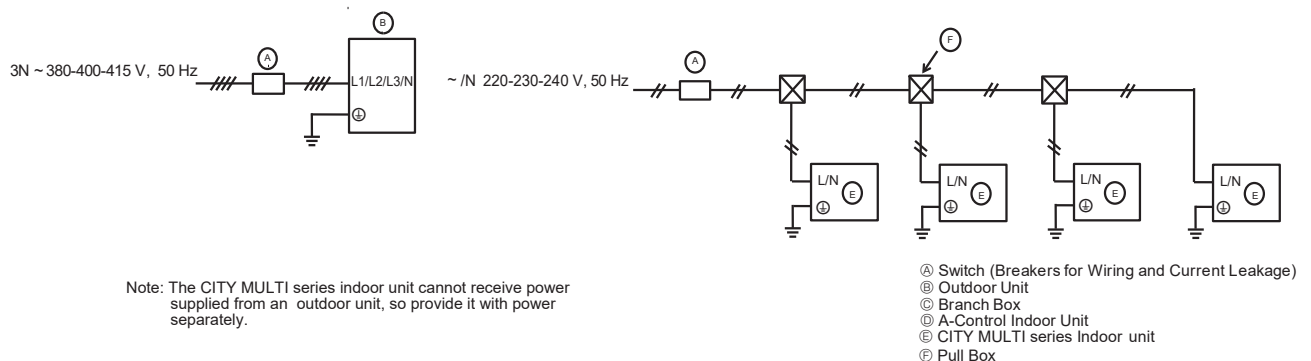 Ⓑ
Ⓐ
3N ~ 380-400-415 V, 50 Hz
L1/L2/L3/N
Ⓕ
Ⓐ
~ /N 220-230-240 V, 50 Hz
L/N Ⓔ
L/N Ⓔ
L/N Ⓔ
L/N Ⓔ
Note: The CITY MULTI series indoor unit cannot receive power
supplied from an outdoor unit, so provide it with power
separately.
Ⓐ Switch (Breakers for Wiring and Current Leakage)
Ⓑ Outdoor Unit
Ⓒ Branch Box
Ⓓ A-Control Indoor Unit
Ⓔ CITY MULTI series Indoor unit
Ⓕ Pull Box